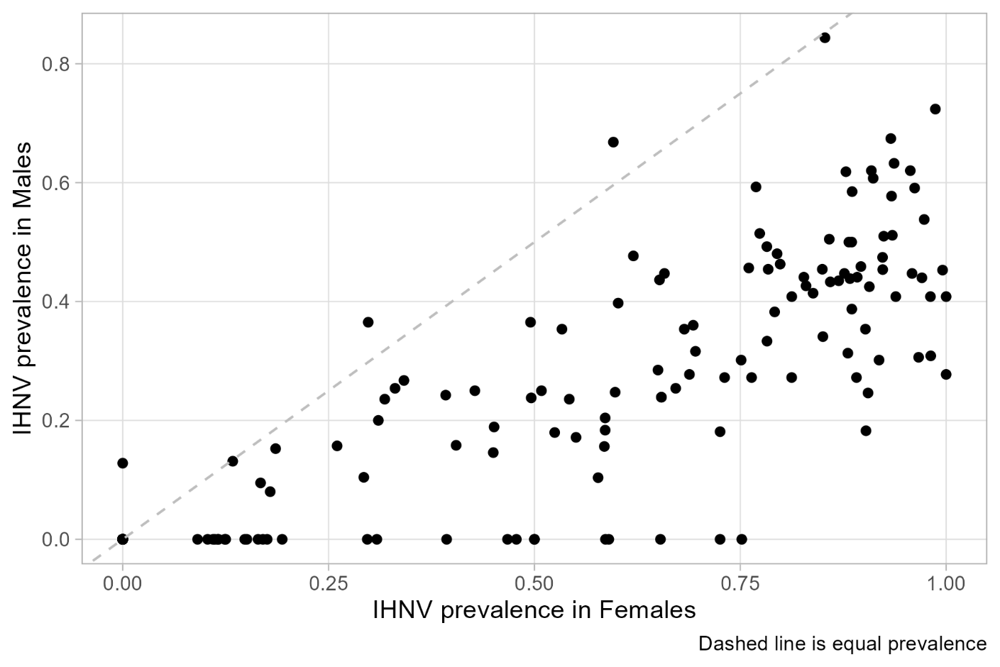 IHNV prevalence in Males
0.8
0.6
0.4
0.2
0.0
0.00 0.25 0.50 0.75 1.00
IHNV prevalence in Females
Dashed line is equal prevalence